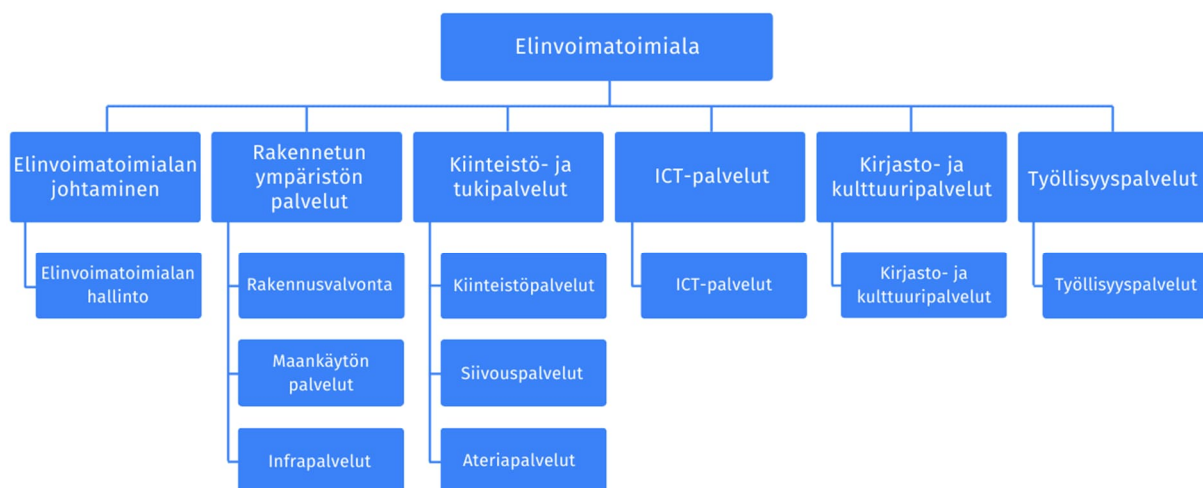 Elinvoimatoimiala
Elinvoimatoimialan
johtaminen
Rakennetun
ympäristön
palvelut
Kiinteistö- ja
tukipalvelut
ICT-palvelut
Kirjasto- ja
kulttuuripalvelut
Työllisyyspalvelut
Elinvoimatoimialan
hallinto
Rakennusvalvonta
Kiinteistöpalvelut
ICT-palvelut
Kirjasto- ja
kulttuuripalvelut
Työllisyyspalvelut
Maankäytön
palvelut
Siivouspalvelut
Infrapalvelut
Ateriapalvelut